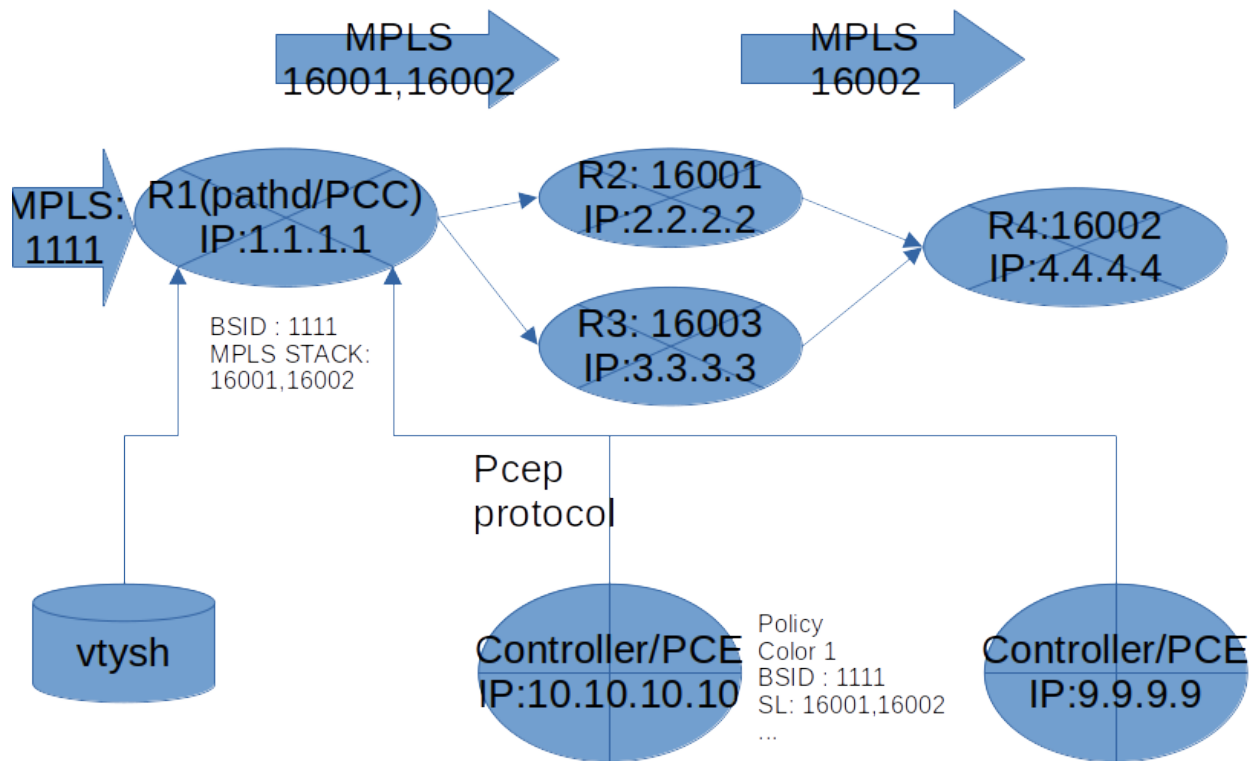 MPLS
16001,16002
MPLS
16002
MPLS:
1111
R1(pathd/PCC)
IP:1.1.1.1
R2: 16001
IP:2.2.2.2
R4:16002
IP:4.4.4.4
R3: 16003
IP:3.3.3.3
BSID : 1111
MPLS STACK:
16001,16002
Pcep
protocol
vtysh
Controller/PCE
IP:10.10.10.10
Policy
Color 1
BSID : 1111
SL: 16001,16002
...
Controller/PCE
IP:9.9.9.9